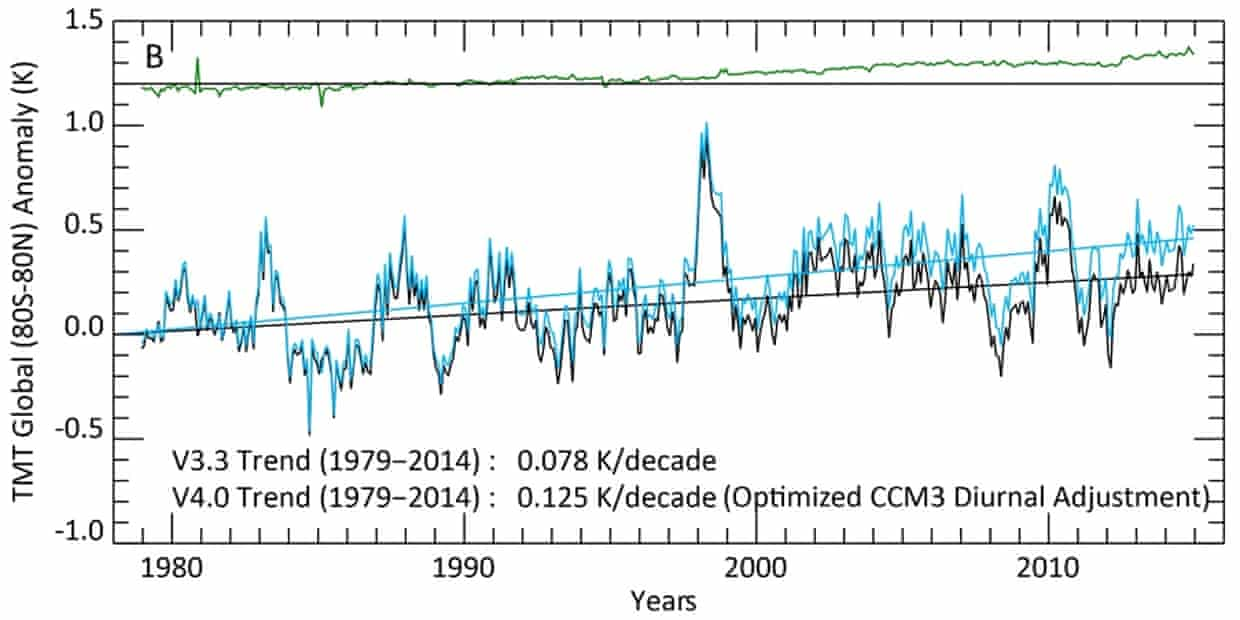 TMT Global (80S-80N) Anomaly (K)
1.5
B
1.0
0.5
0.0
-0.5
V3.3 Trend (1979–2014) : 0.078 K/decade
V4.0 Trend (1979–2014) : 0.125 K/decade (Optimized CCM3 Diurnal Adjustment)
-1.0
1980 1990 2000 2010
Years